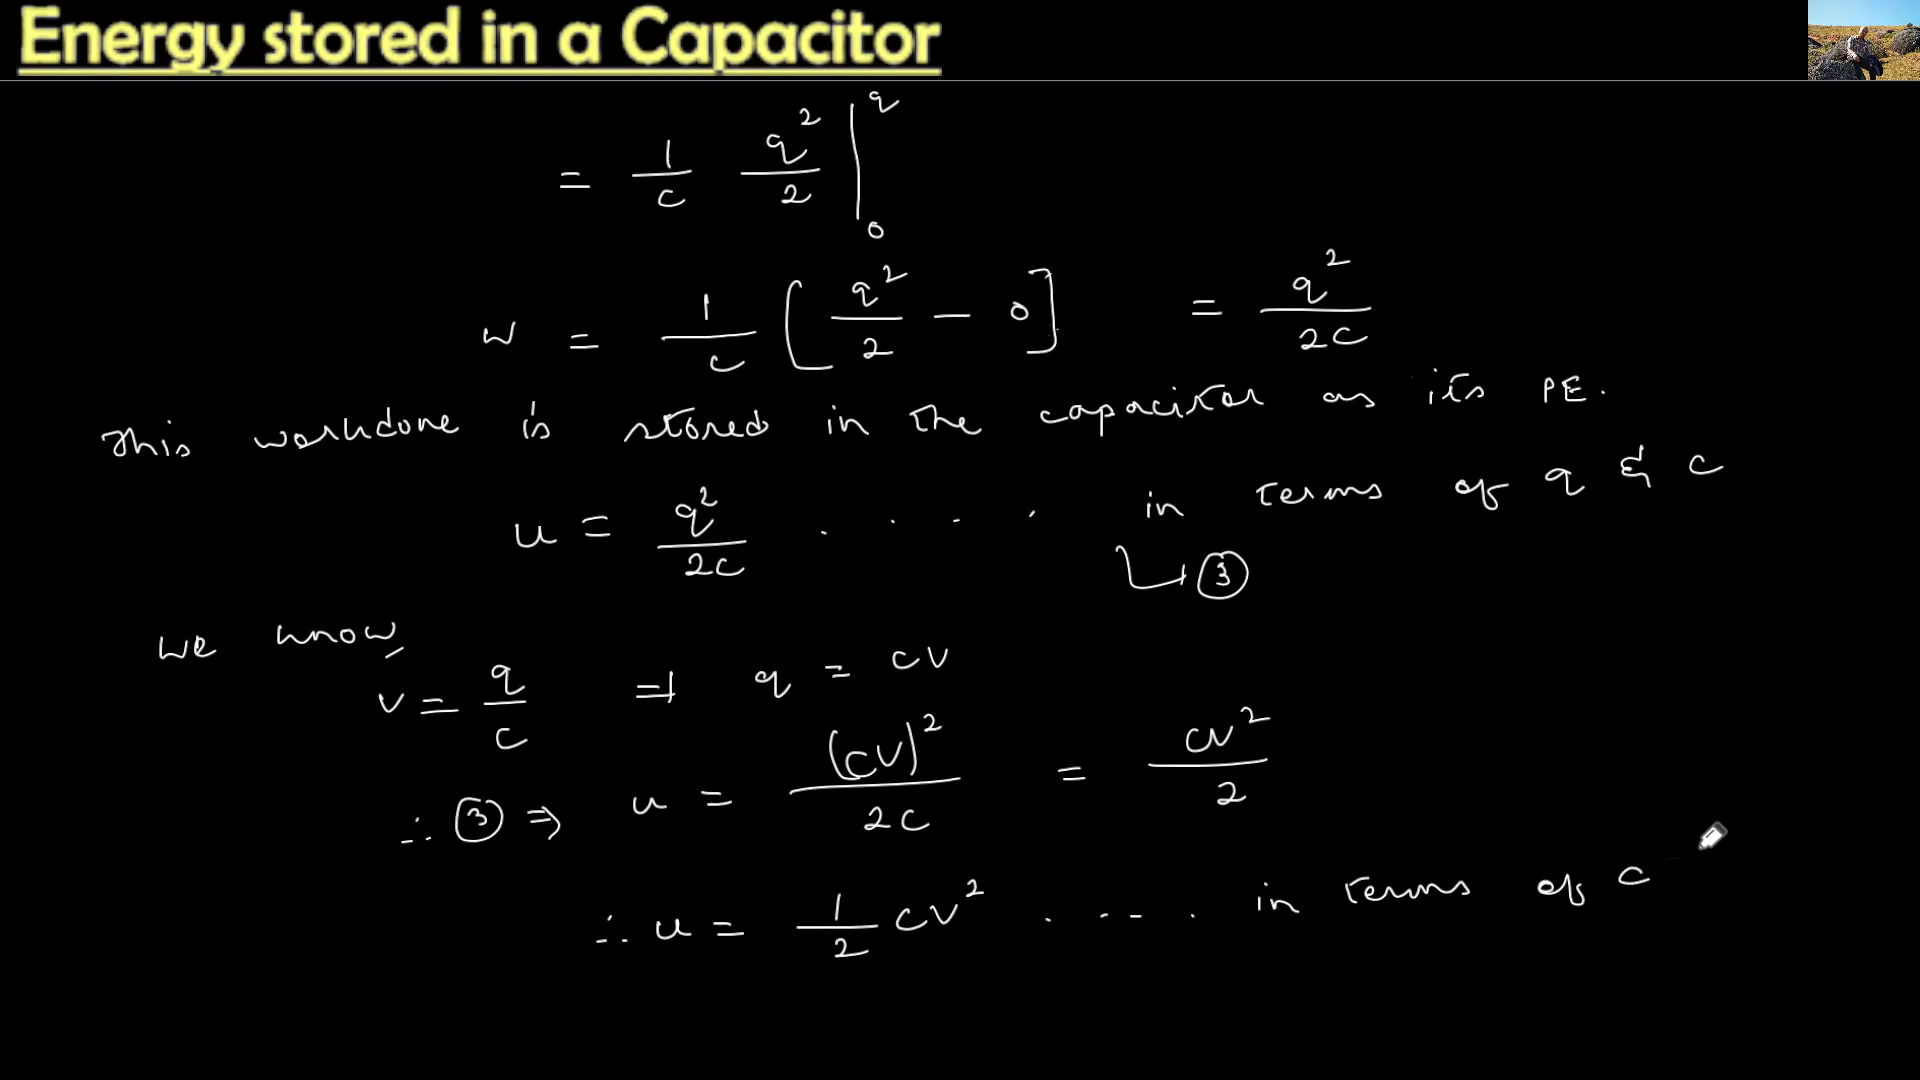 Energy stored in a Capacitor
= 1/c q²/2 |₀^q
W = 1/c [q²/2 - 0] = q²/2c
This workdone is stored in the capacitor as its PE.
u = q²/2c . . . . in terms of q & c
↳ ③
We know,
v = q/c ⇒ q = cv
∴ ③ ⇒ u = (cv)²/2c = cv²/2
∴ u = 1/2 cv² . . . . in terms of c